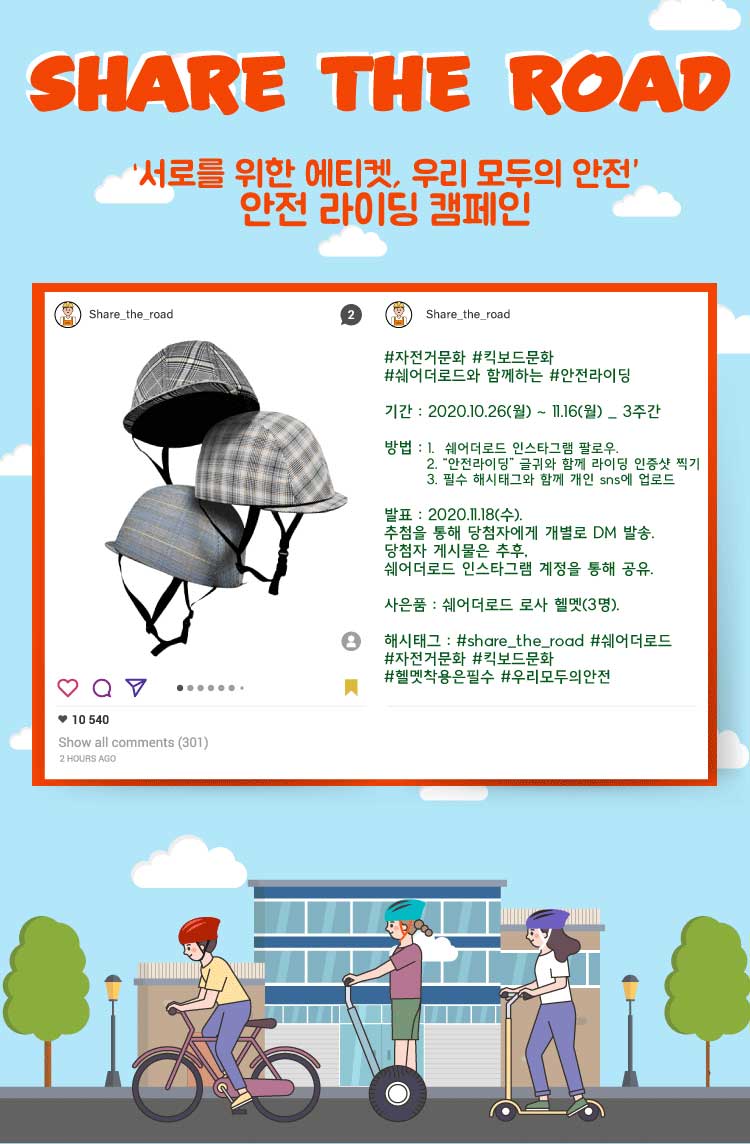 SHARE THE ROAD
'서로를 위한 에티켓, 우리 모두의 안전'
안전 라이딩 캠페인
Share_the_road
2
Share_the_road
#자전거문화 #킥보드문화
#쉐어더로드와 함께하는 #안전라이딩
기간 : 2020.10.26(월) ~ 11.16(월) _ 3주간
방법 : 1. 쉐어더로드 인스타그램 팔로우.
2. "안전라이딩" 글귀와 함께 라이딩 인증샷 찍기
3. 필수 해시태그와 함께 개인 sns에 업로드
발표 : 2020.11.18(수).
추첨을 통해 당첨자에게 개별로 DM 발송.
당첨자 게시물은 추후,
쉐어더로드 인스타그램 계정을 통해 공유.
사은품 : 쉐어더로드 로사 헬멧(3명).
해시태그 : #share_the_road #쉐어더로드
#자전거문화 #킥보드문화
#헬멧착용은필수 #우리모두의안전
10 540
Show all comments (301)
2 HOURS AGO